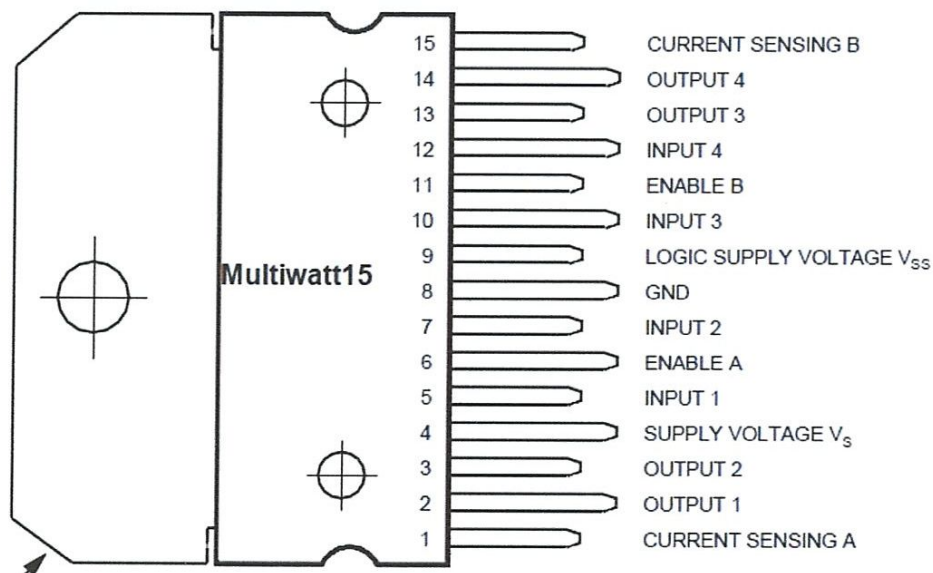 15 CURRENT SENSING B
14 OUTPUT 4
13 OUTPUT 3
12 INPUT 4
11 ENABLE B
10 INPUT 3
9 LOGIC SUPPLY VOLTAGE VSS
Multiwatt15
8 GND
7 INPUT 2
6 ENABLE A
5 INPUT 1
4 SUPPLY VOLTAGE VS
3 OUTPUT 2
2 OUTPUT 1
1 CURRENT SENSING A